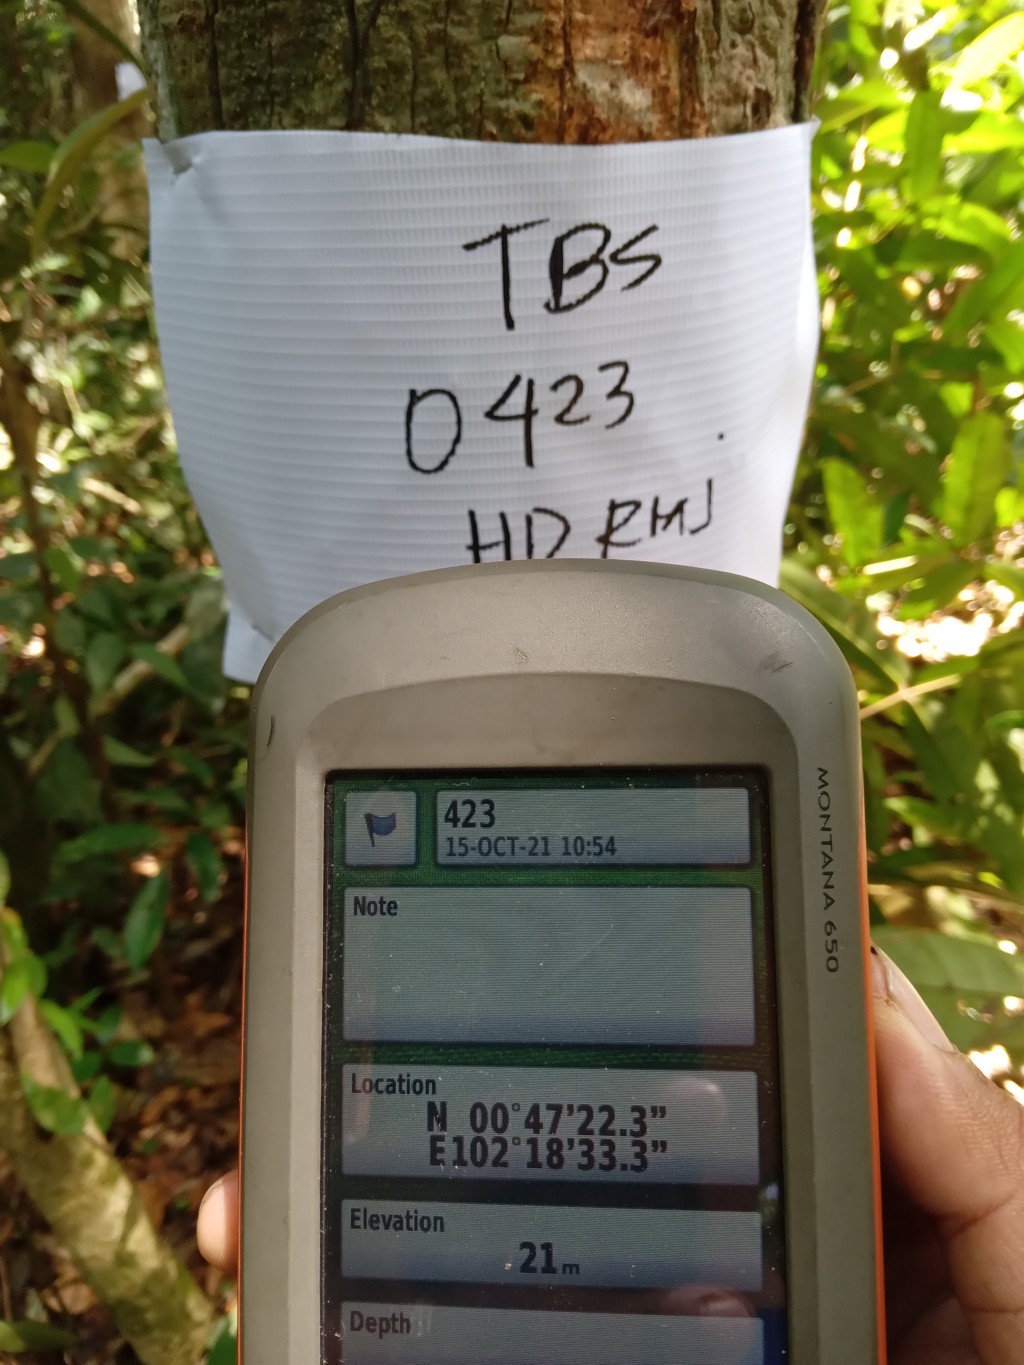 TBS
0423
HD RMJ
MONTANA 650
423
15-OCT-21 10:54
Note
Location
N 00°47'22.3"
E102°18'33.3"
Elevation
21m
Depth